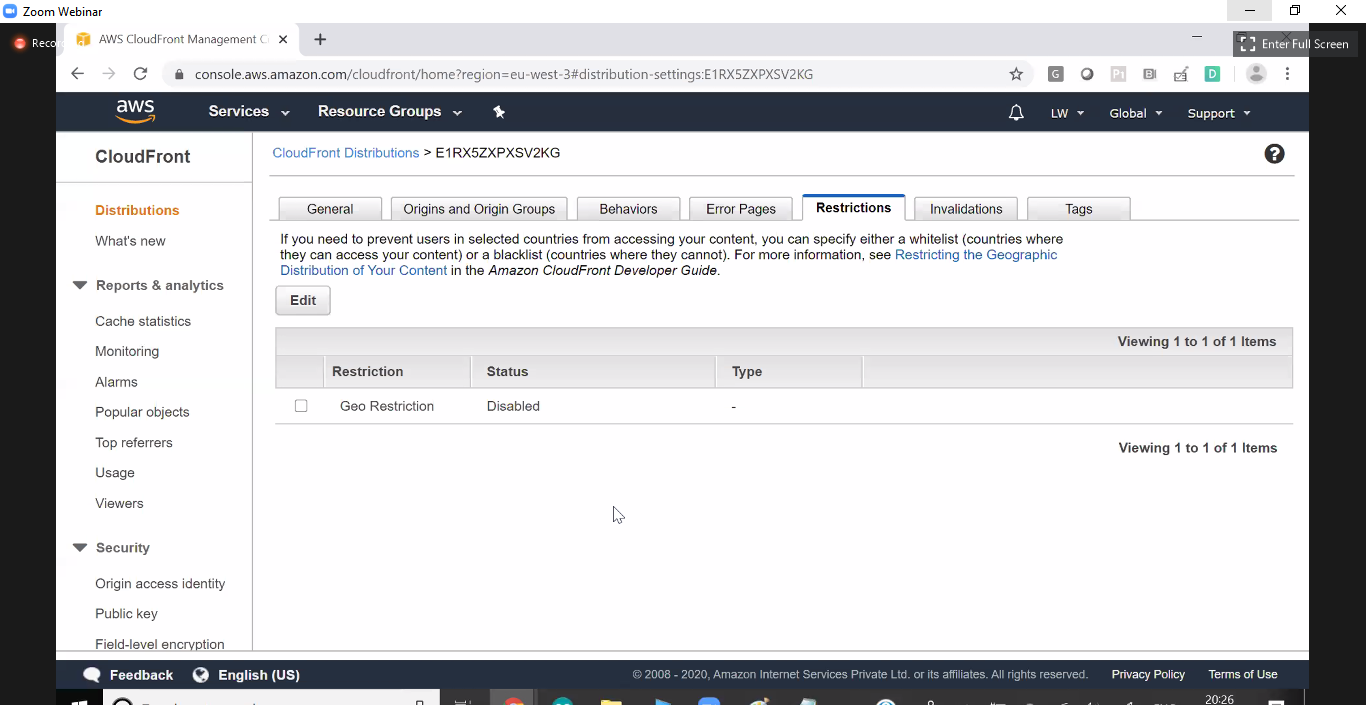 Zoom Webinar
AWS CloudFront Management C
Enter Full Screen
console.aws.amazon.com/cloudfront/home?region=eu-west-3#distribution-settings:E1RX5ZXPXSV2KG
aws Services Resource Groups LW Global Support
CloudFront
CloudFront Distributions > E1RX5ZXPXSV2KG
Distributions
What's new
Reports & analytics
Cache statistics
Monitoring
Alarms
Popular objects
Top referrers
Usage
Viewers
Security
Origin access identity
Public key
Field-level encryption
General Origins and Origin Groups Behaviors Error Pages Restrictions Invalidations Tags
If you need to prevent users in selected countries from accessing your content, you can specify either a whitelist (countries where
they can access your content) or a blacklist (countries where they cannot). For more information, see Restricting the Geographic
Distribution of Your Content in the Amazon CloudFront Developer Guide.
Edit
Viewing 1 to 1 of 1 Items
Restriction Status Type
Geo Restriction Disabled -
Viewing 1 to 1 of 1 Items
Feedback English (US) © 2008 - 2020, Amazon Internet Services Private Ltd. or its affiliates. All rights reserved. Privacy Policy Terms of Use
20:26